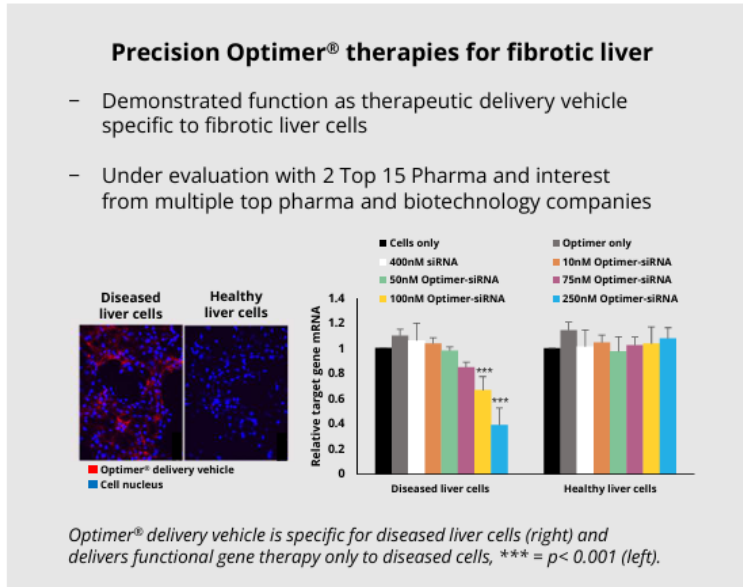 Precision Optimer® therapies for fibrotic liver
– Demonstrated function as therapeutic delivery vehicle
specific to fibrotic liver cells
– Under evaluation with 2 Top 15 Pharma and interest
from multiple top pharma and biotechnology companies
Diseased
liver cells
Healthy
liver cells
Optimer® delivery vehicle
Cell nucleus
Cells only
Optimer only
400nM siRNA
10nM Optimer-siRNA
50nM Optimer-siRNA
75nM Optimer-siRNA
100nM Optimer-siRNA
250nM Optimer-siRNA
Relative target gene mRNA
1.4
1.2
1
0.8
0.6
0.4
0.2
0
***
***
Diseased liver cells
Healthy liver cells
Optimer® delivery vehicle is specific for diseased liver cells (right) and
delivers functional gene therapy only to diseased cells, *** = p< 0.001 (left).